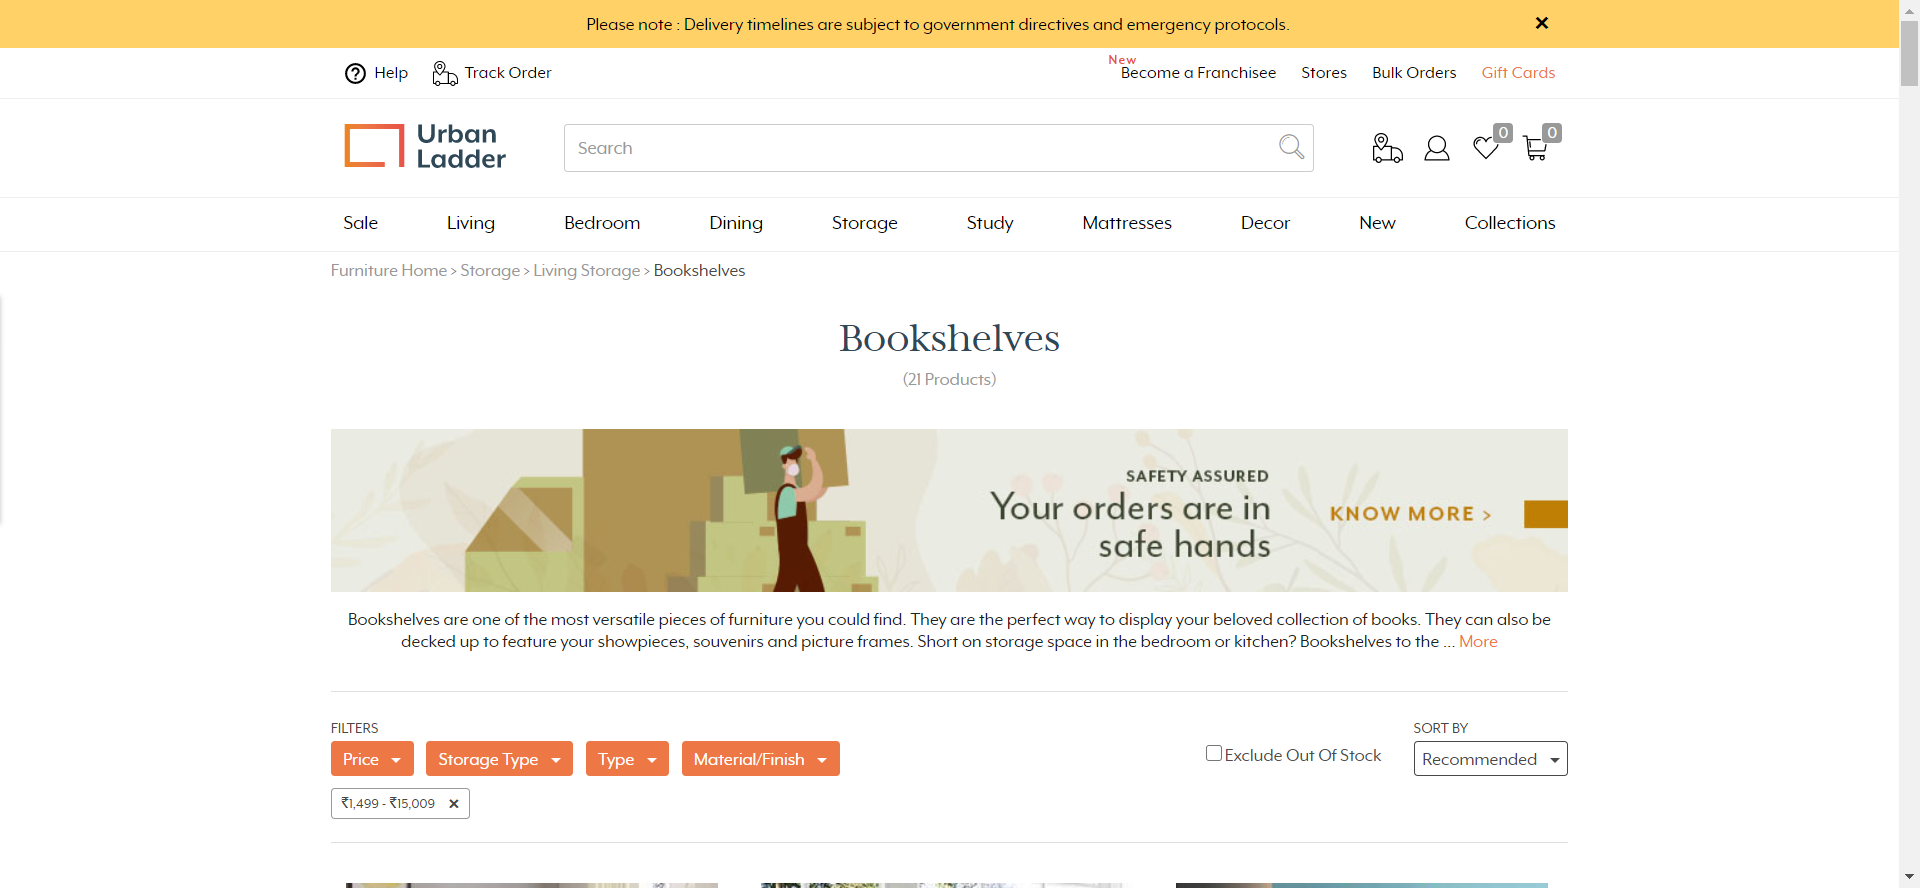 Please note : Delivery timelines are subject to government directives and emergency protocols. ×
Help Track Order New Become a Franchisee Stores Bulk Orders Gift Cards
Urban
Ladder
Search
0 0
Sale Living Bedroom Dining Storage Study Mattresses Decor New Collections
Furniture Home > Storage > Living Storage > Bookshelves
Bookshelves
(21 Products)
SAFETY ASSURED
Your orders are in
safe hands
KNOW MORE >
Bookshelves are one of the most versatile pieces of furniture you could find. They are the perfect way to display your beloved collection of books. They can also be
decked up to feature your showpieces, souvenirs and picture frames. Short on storage space in the bedroom or kitchen? Bookshelves to the ... More
FILTERS
Price Storage Type Type Material/Finish
₹1,499 - ₹15,009 ×
Exclude Out Of Stock
SORT BY
Recommended